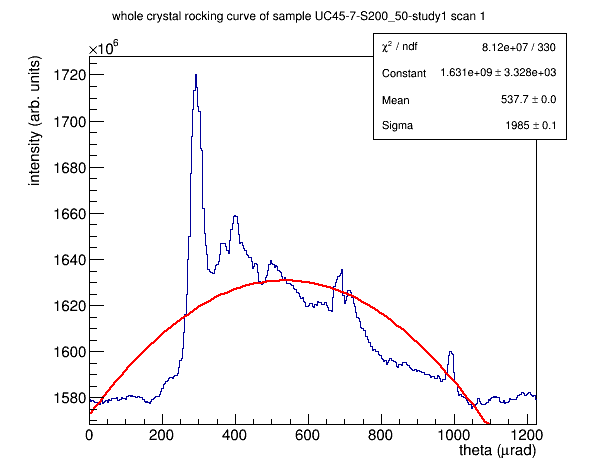 whole crystal rocking curve of sample UC45-7-S200_50-study1 scan 1
×10⁶
χ² / ndf 8.12e+07 / 330
Constant 1.631e+09 ± 3.328e+03
Mean 537.7 ± 0.0
Sigma 1985 ± 0.1
intensity (arb. units)
1720
1700
1680
1660
1640
1620
1600
1580
0 200 400 600 800 1000 1200
theta (μrad)